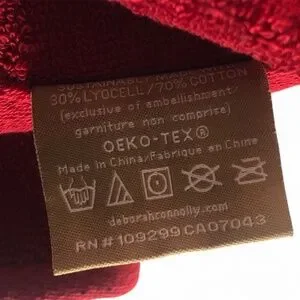 30% LYOCELL/70% COTTON
(exclusive of embellishment/
garniture non comprise)
OEKO-TEX®
Made in China/Fabrique en Chine
deborahconnolly.com
RN# 109299 CA07043